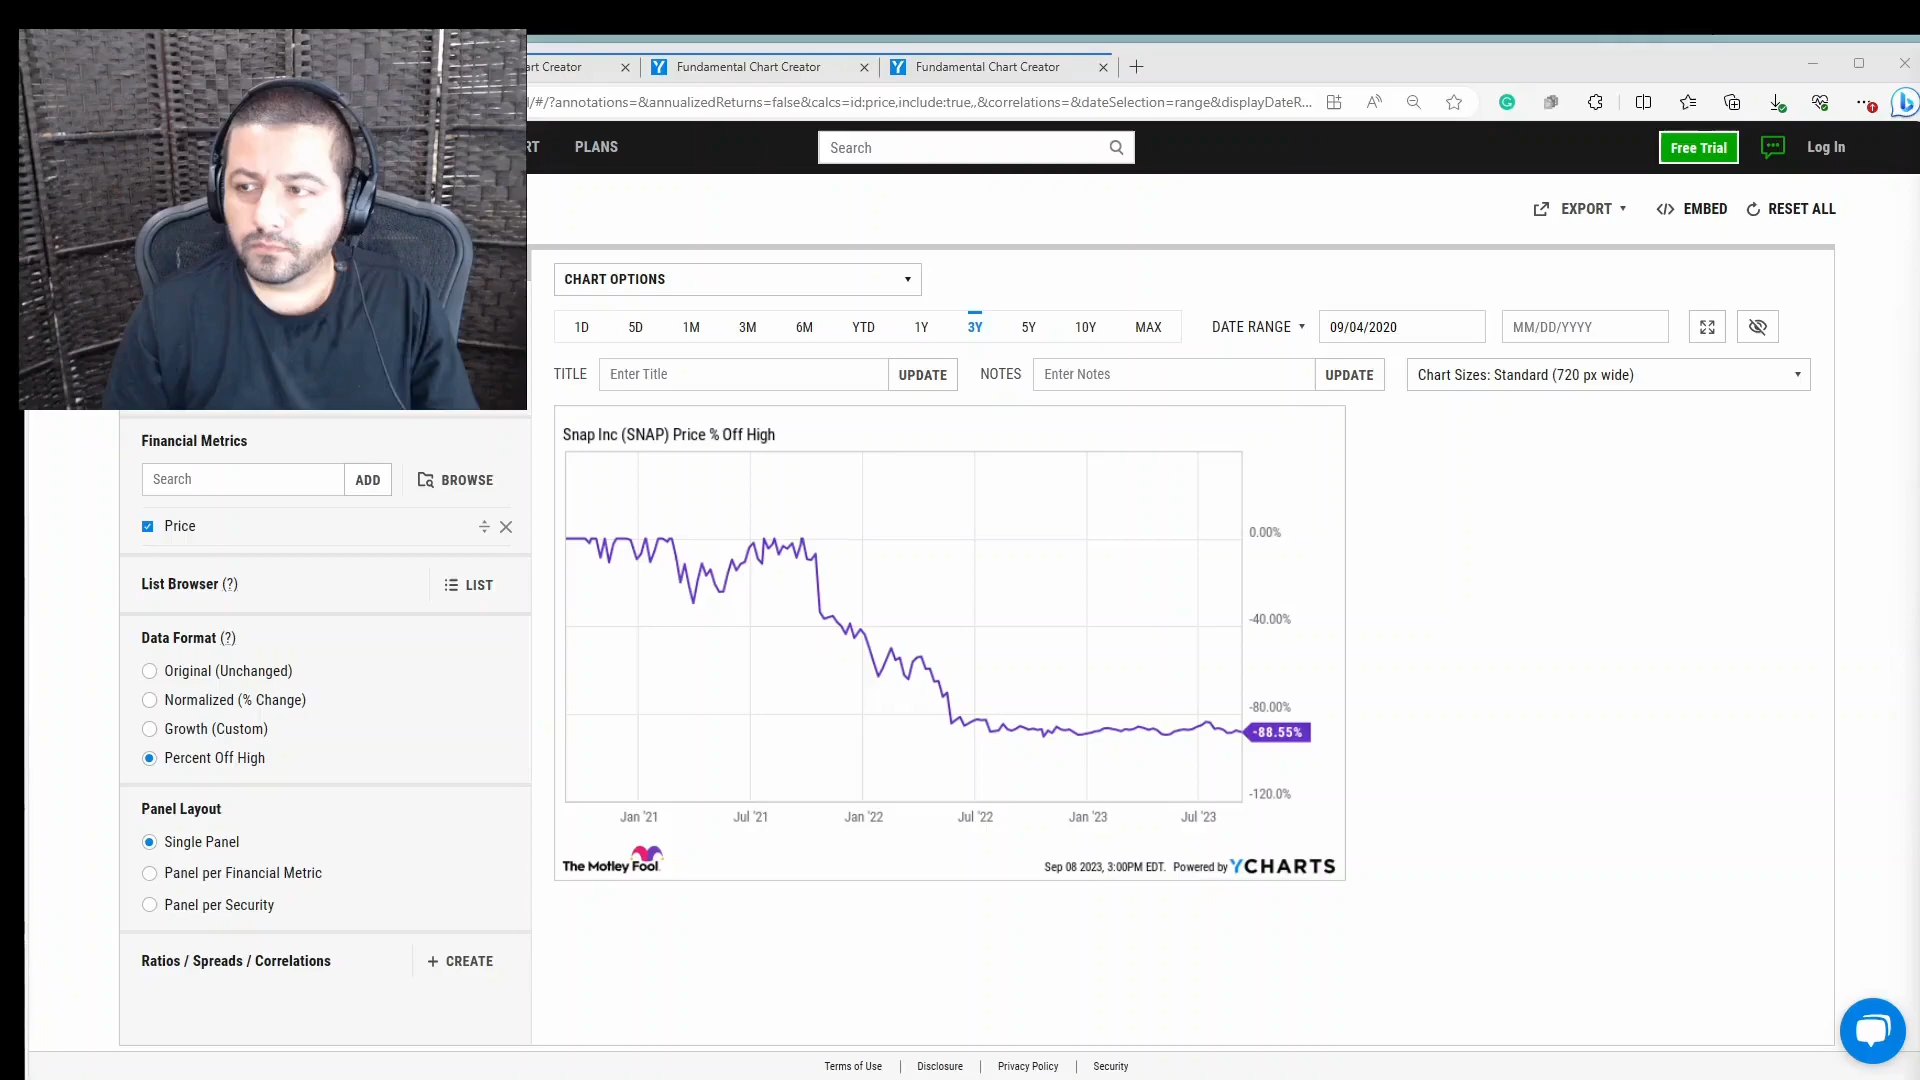 art Creator
Fundamental Chart Creator
Fundamental Chart Creator
l/#/?annotations=&annualizedReturns=false&calcs=id:price,include:true,,&correlations=&dateSelection=range&displayDateR...
RT PLANS
Search
Free Trial
Log In
EXPORT
EMBED
RESET ALL
CHART OPTIONS
1D 5D 1M 3M 6M YTD 1Y 3Y 5Y 10Y MAX
DATE RANGE
09/04/2020
MM/DD/YYYY
TITLE
Enter Title
UPDATE
NOTES
Enter Notes
UPDATE
Chart Sizes: Standard (720 px wide)
Financial Metrics
Search
ADD
BROWSE
Price
List Browser (?)
LIST
Data Format (?)
Original (Unchanged)
Normalized (% Change)
Growth (Custom)
Percent Off High
Panel Layout
Single Panel
Panel per Financial Metric
Panel per Security
Ratios / Spreads / Correlations
+ CREATE
Snap Inc (SNAP) Price % Off High
0.00%
-40.00%
-80.00%
-88.55%
-120.0%
Jan '21 Jul '21 Jan '22 Jul '22 Jan '23 Jul '23
The Motley Fool.
Sep 08 2023, 3:00PM EDT. Powered by YCHARTS
Terms of Use | Disclosure | Privacy Policy | Security